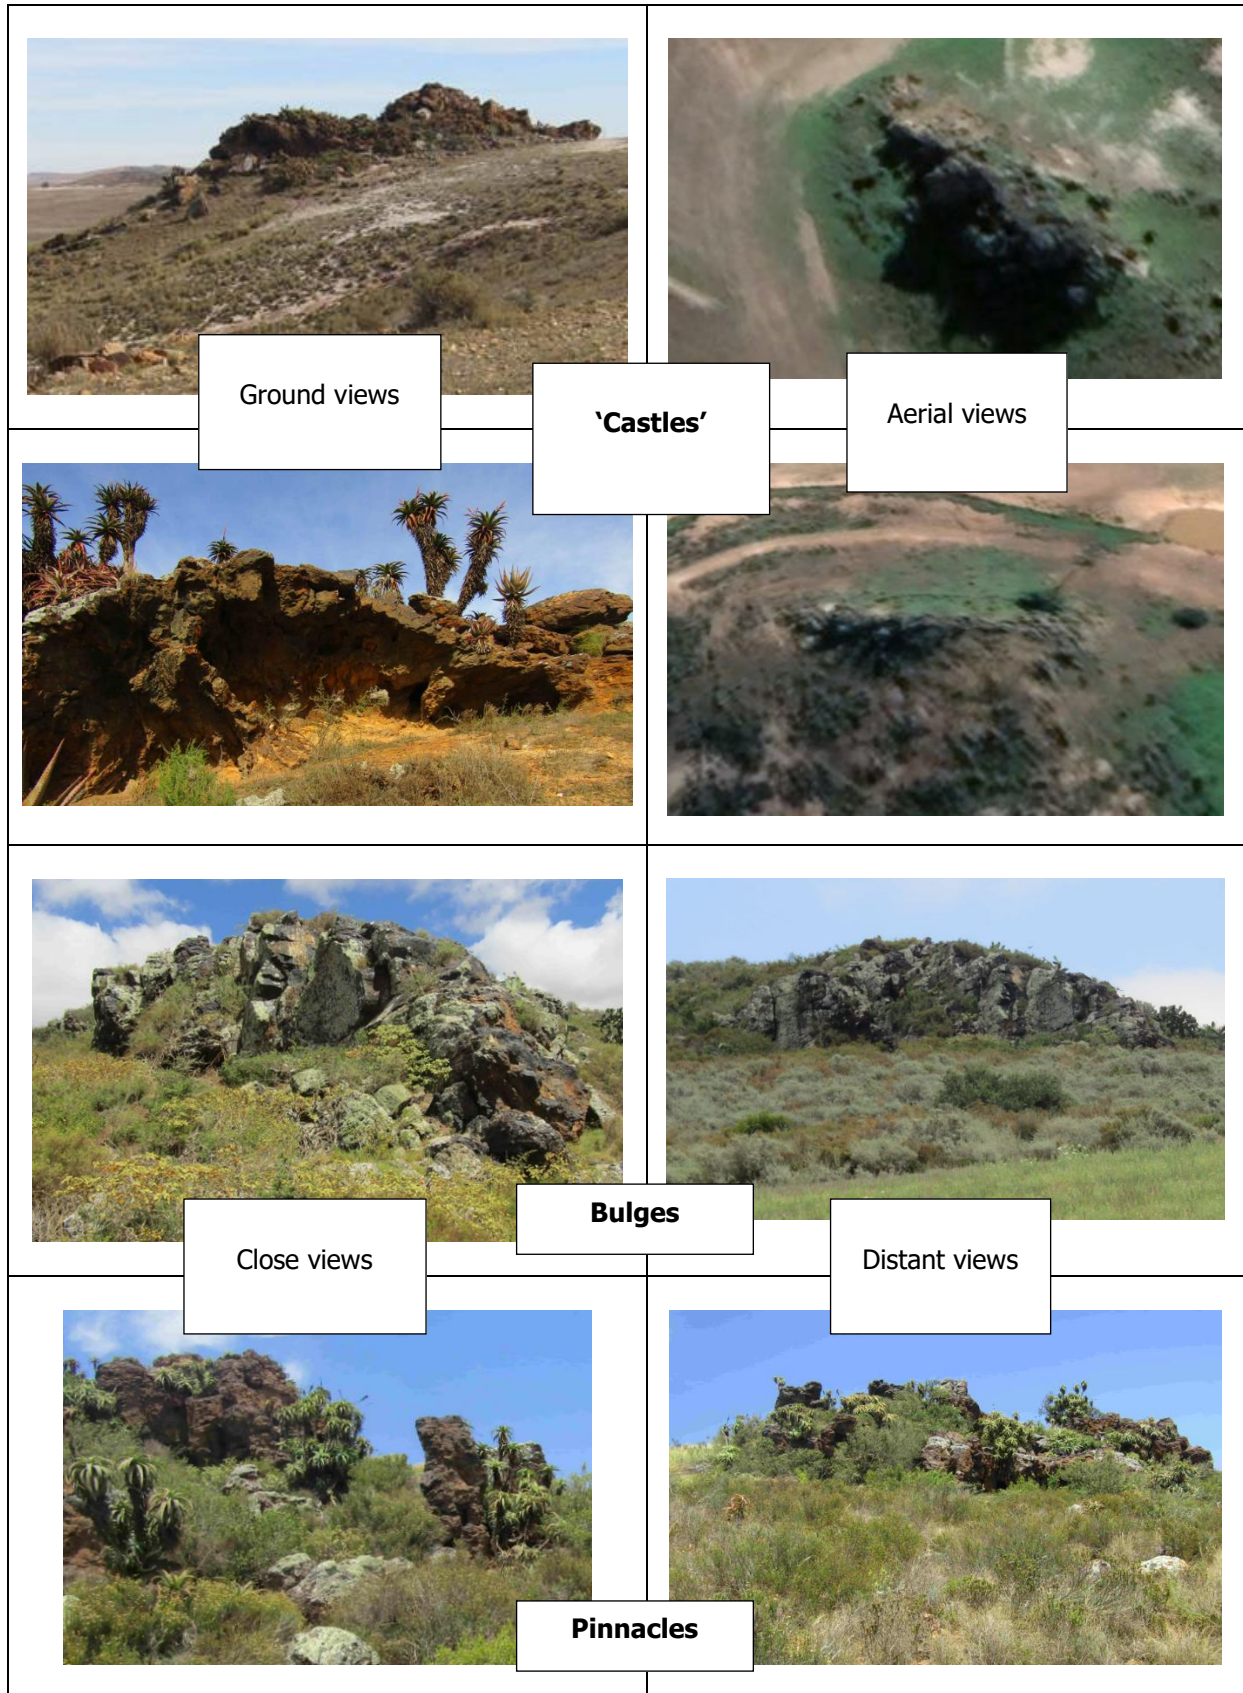 Ground views
‘Castles’
Aerial views
Bulges
Close views
Distant views
Pinnacles